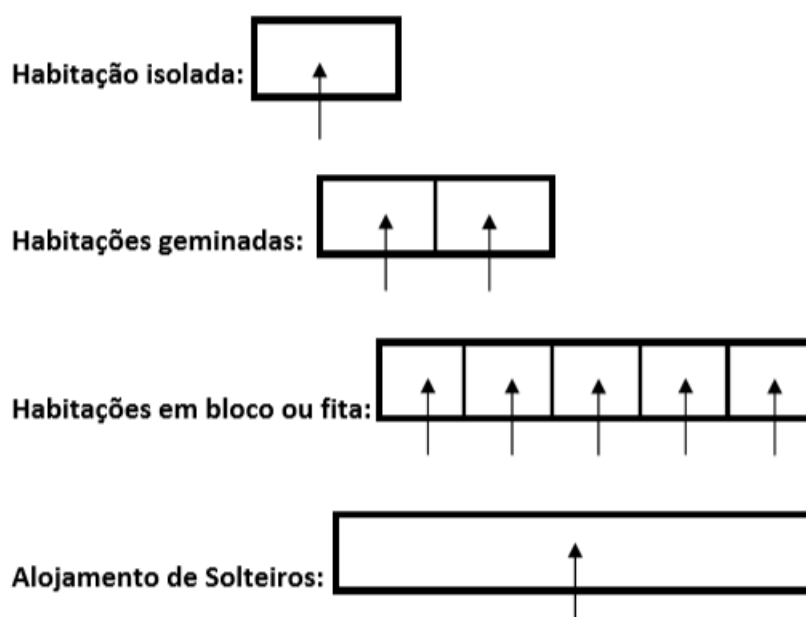 Habitação isolada:
Habitações geminadas:
Habitações em bloco ou fita:
Alojamento de Solteiros: